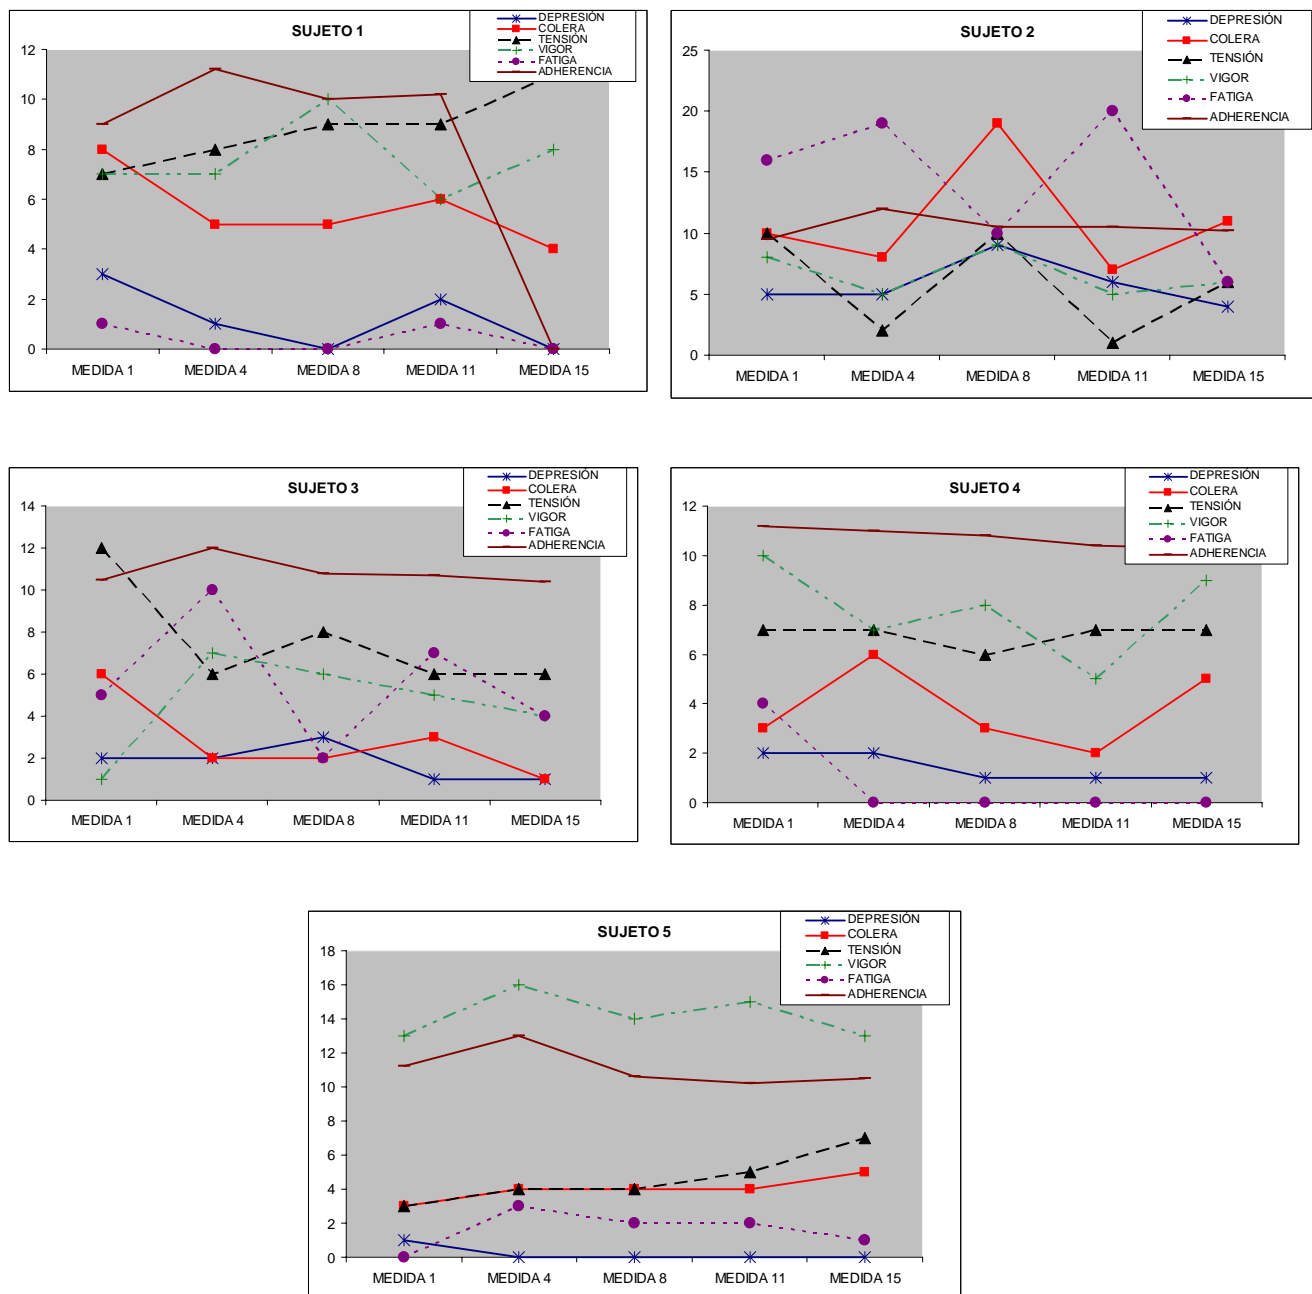 SUJETO 1
DEPRESIÓN
COLERA
TENSIÓN
VIGOR
FATIGA
ADHERENCIA
12
10
8
6
4
2
0
MEDIDA 1 MEDIDA 4 MEDIDA 8 MEDIDA 11 MEDIDA 15
SUJETO 2
DEPRESIÓN
COLERA
TENSIÓN
VIGOR
FATIGA
ADHERENCIA
25
20
15
10
5
0
MEDIDA 1 MEDIDA 4 MEDIDA 8 MEDIDA 11 MEDIDA 15
SUJETO 3
DEPRESIÓN
COLERA
TENSIÓN
VIGOR
FATIGA
ADHERENCIA
14
12
10
8
6
4
2
0
MEDIDA 1 MEDIDA 4 MEDIDA 8 MEDIDA 11 MEDIDA 15
SUJETO 4
DEPRESIÓN
COLERA
TENSIÓN
VIGOR
FATIGA
ADHERENCIA
12
10
8
6
4
2
0
MEDIDA 1 MEDIDA 4 MEDIDA 8 MEDIDA 11 MEDIDA 15
SUJETO 5
DEPRESIÓN
COLERA
TENSIÓN
VIGOR
FATIGA
ADHERENCIA
18
16
14
12
10
8
6
4
2
0
MEDIDA 1 MEDIDA 4 MEDIDA 8 MEDIDA 11 MEDIDA 15